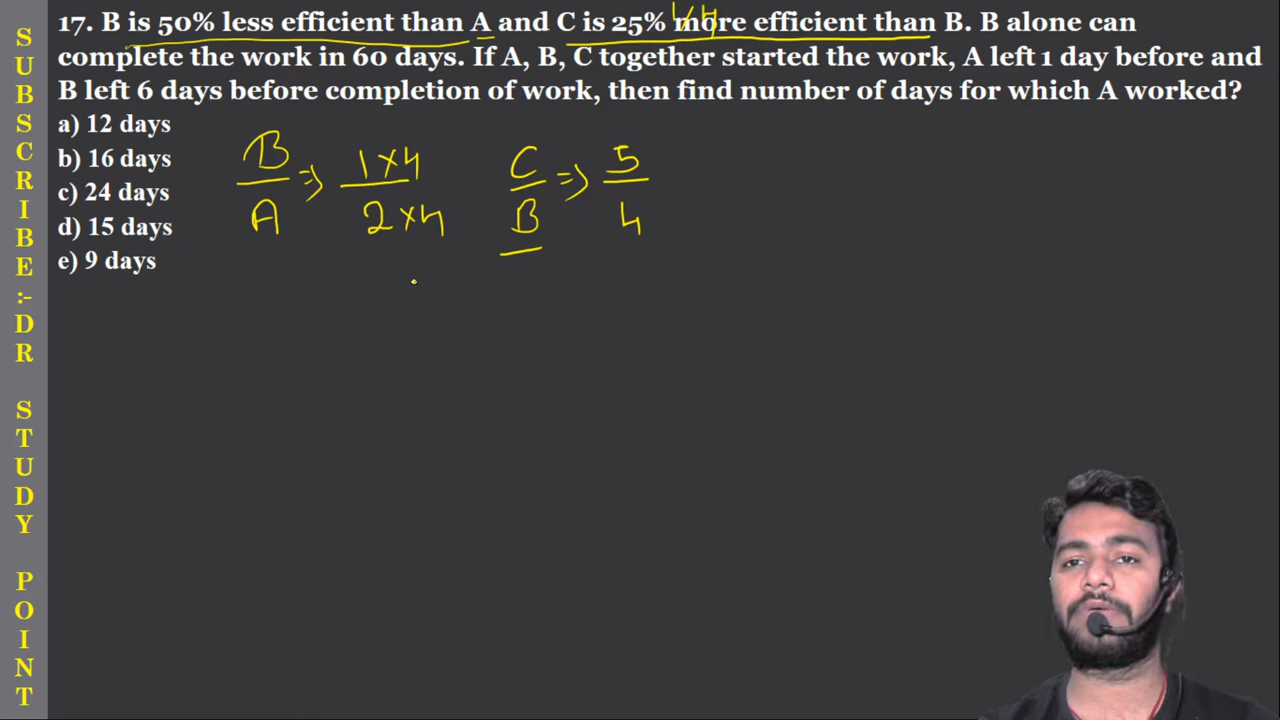 SUBSCRIBE:-DR STUDY POINT
17. B is 50% less efficient than A and C is 25% more efficient than B. B alone can
1/4
complete the work in 60 days. If A, B, C together started the work, A left 1 day before and
B left 6 days before completion of work, then find number of days for which A worked?
a) 12 days
b) 16 days
c) 24 days
d) 15 days
e) 9 days
B/A => 1×4/2×4
C/B => 5/4